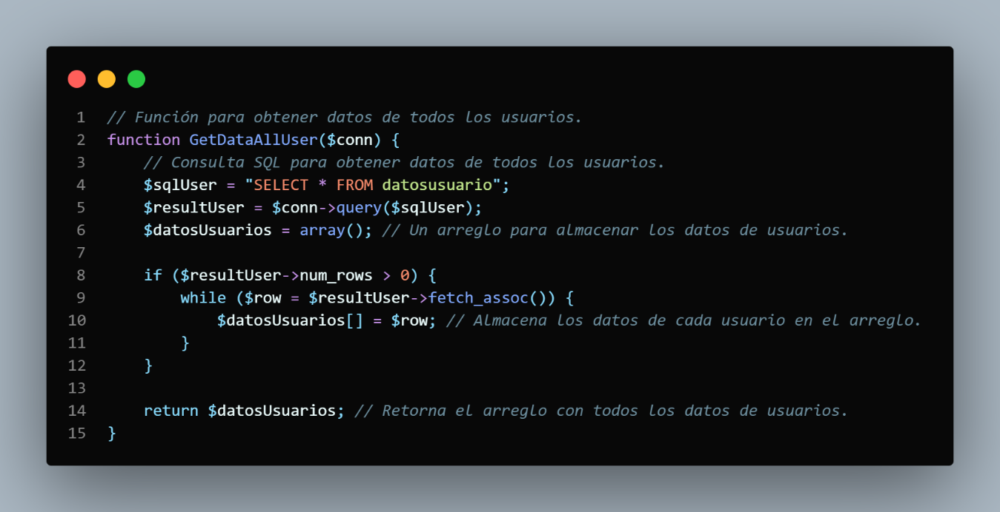 1 // Función para obtener datos de todos los usuarios.
2 function GetDataAllUser($conn) {
3     // Consulta SQL para obtener datos de todos los usuarios.
4     $sqlUser = "SELECT * FROM datosusuario";
5     $resultUser = $conn->query($sqlUser);
6     $datosUsuarios = array(); // Un arreglo para almacenar los datos de usuarios.
7
8     if ($resultUser->num_rows > 0) {
9         while ($row = $resultUser->fetch_assoc()) {
10             $datosUsuarios[] = $row; // Almacena los datos de cada usuario en el arreglo.
11         }
12     }
13
14     return $datosUsuarios; // Retorna el arreglo con todos los datos de usuarios.
15 }